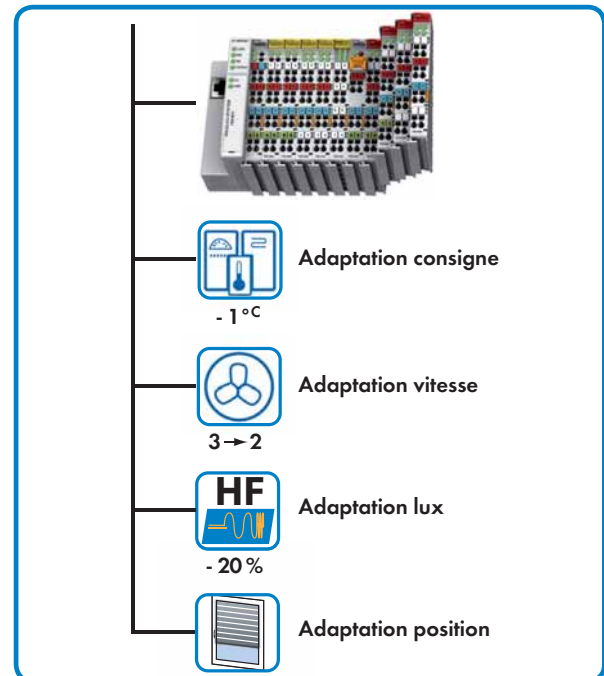 Adaptation consigne
- 1°C
Adaptation vitesse
3→2
HF
Adaptation lux
- 20 %
Adaptation position